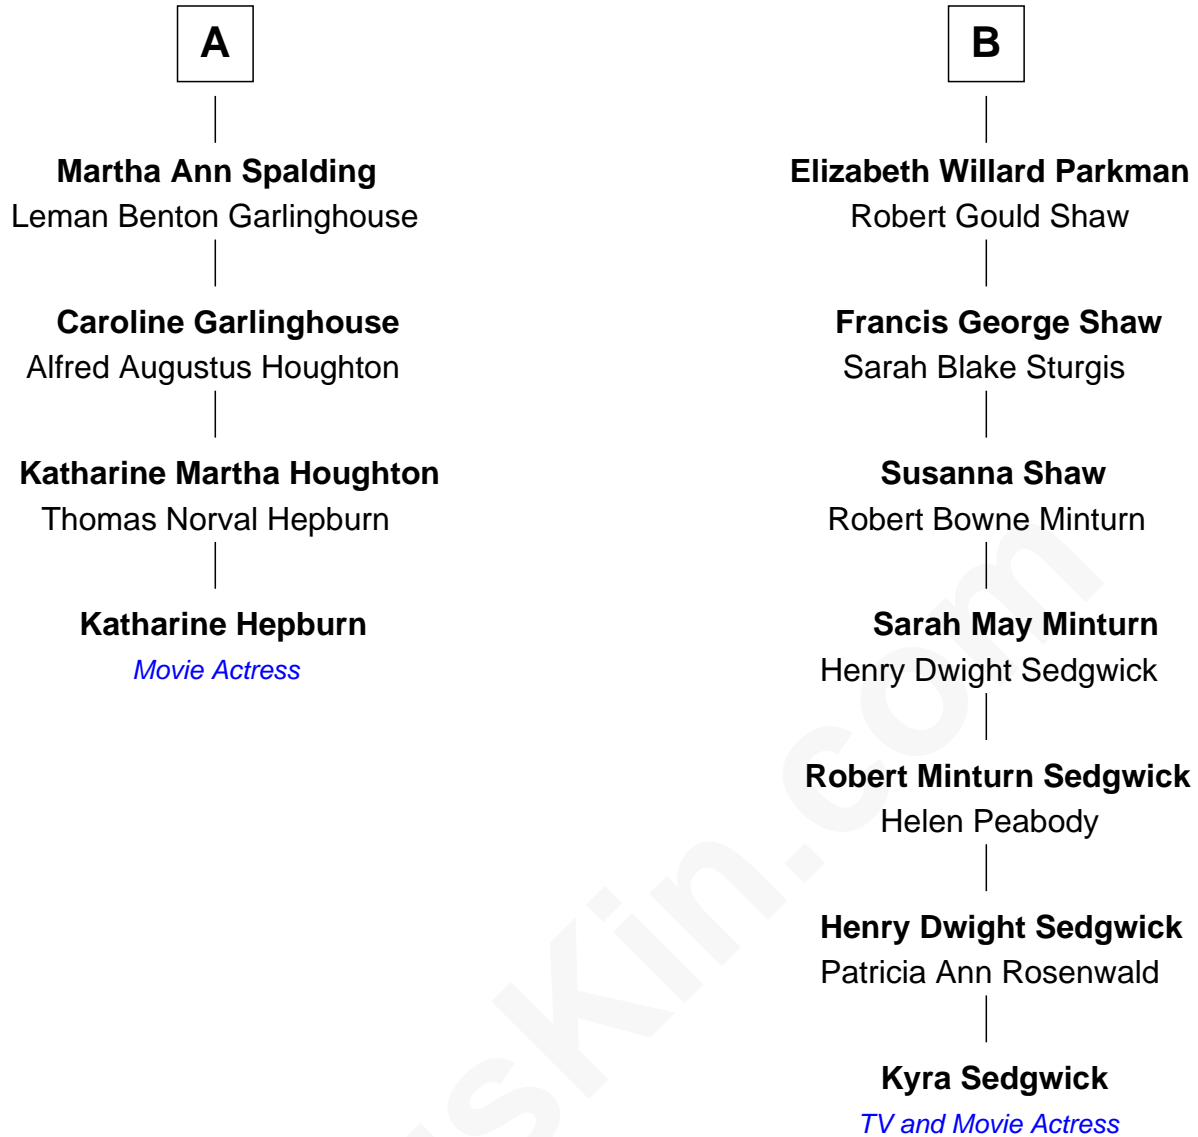 A
Martha Ann Spalding
Leman Benton Garlinghouse
Caroline Garlinghouse
Alfred Augustus Houghton
Katharine Martha Houghton
Thomas Norval Hepburn
Katharine Hepburn
Movie Actress
B
Elizabeth Willard Parkman
Robert Gould Shaw
Francis George Shaw
Sarah Blake Sturgis
Susanna Shaw
Robert Bowne Minturn
Sarah May Minturn
Henry Dwight Sedgwick
Robert Minturn Sedgwick
Helen Peabody
Henry Dwight Sedgwick
Patricia Ann Rosenwald
Kyra Sedgwick
TV and Movie Actress